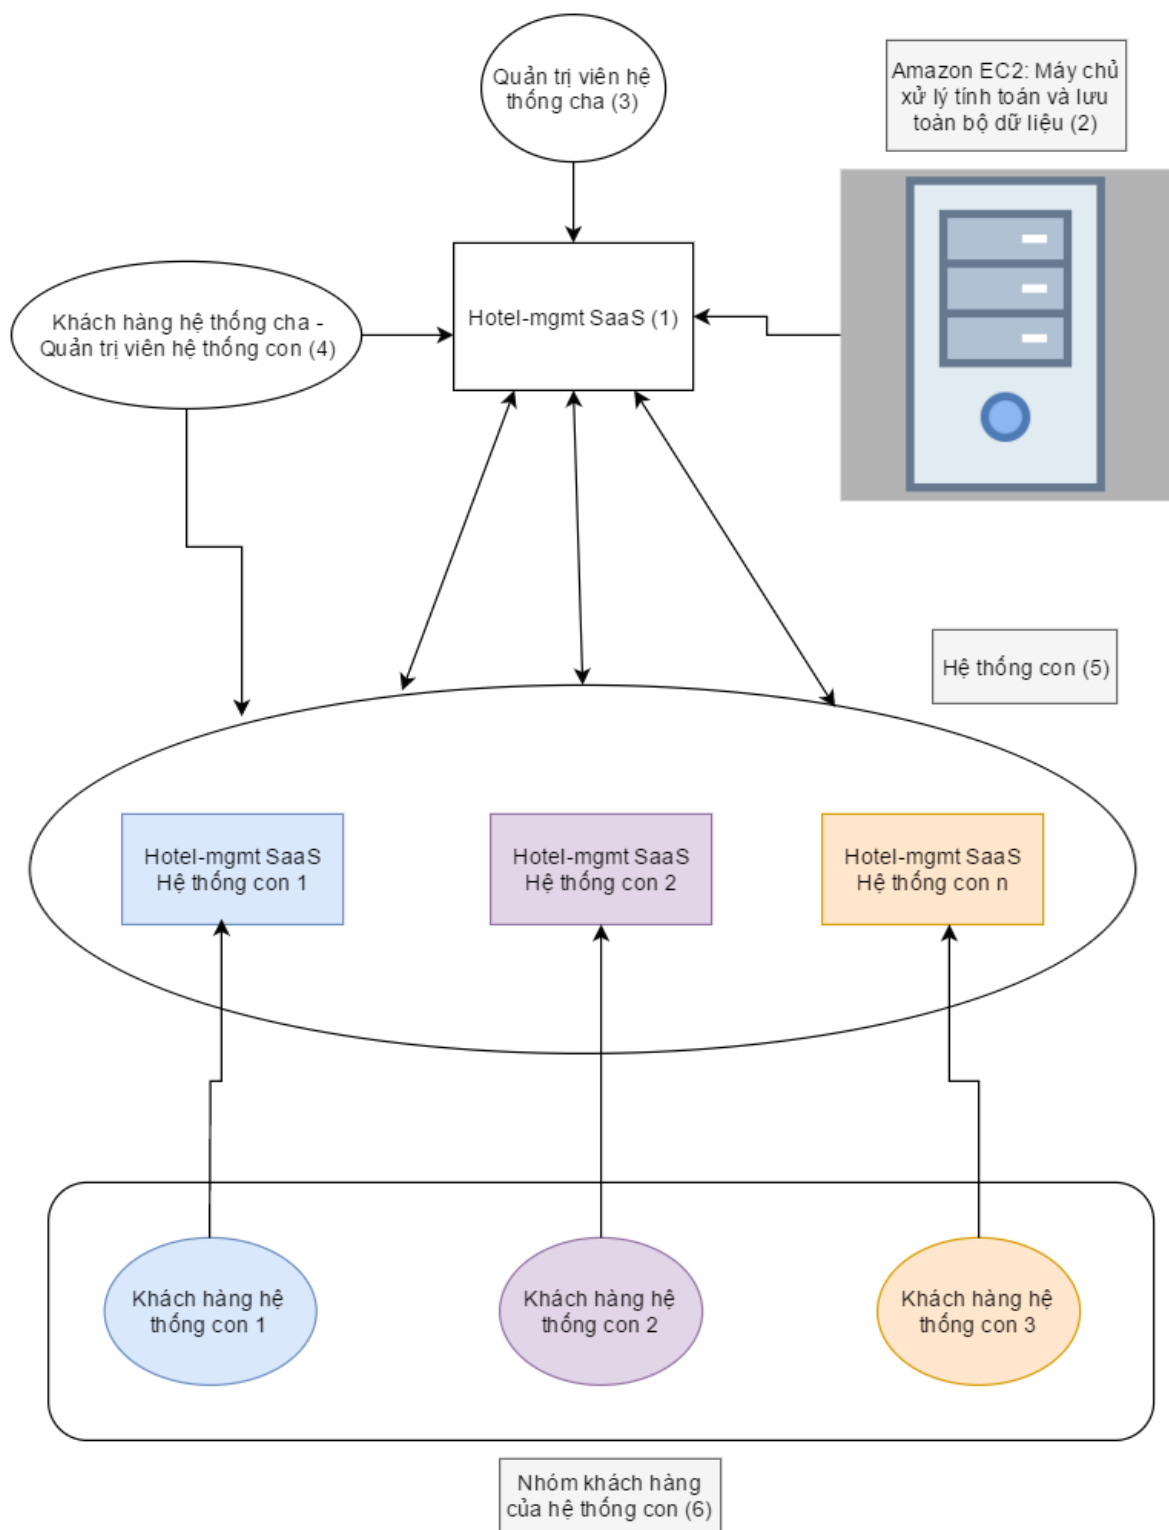 Quản trị viên hệ
thống cha (3)
Amazon EC2: Máy chủ
xử lý tính toán và lưu
toàn bộ dữ liệu (2)
Hotel-mgmt SaaS (1)
Khách hàng hệ thống cha -
Quản trị viên hệ thống con (4)
Hệ thống con (5)
Hotel-mgmt SaaS
Hệ thống con 1
Hotel-mgmt SaaS
Hệ thống con 2
Hotel-mgmt SaaS
Hệ thống con n
Khách hàng hệ
thống con 1
Khách hàng hệ
thống con 2
Khách hàng hệ
thống con 3
Nhóm khách hàng
của hệ thống con (6)